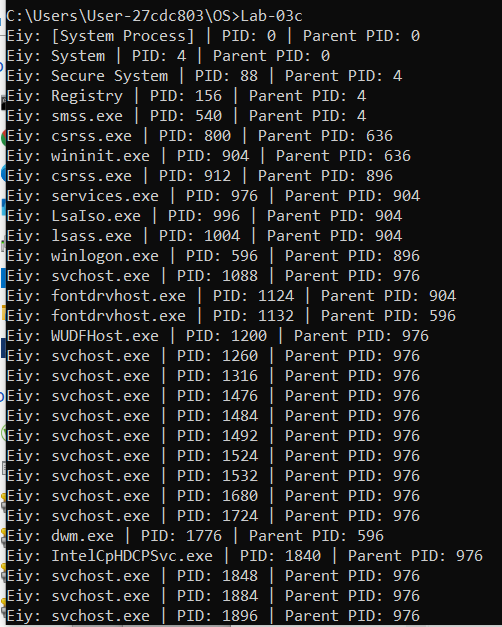 C:\Users\User-27cdc803\OS>Lab-03c
Eiy: [System Process] | PID: 0 | Parent PID: 0
Eiy: System | PID: 4 | Parent PID: 0
Eiy: Secure System | PID: 88 | Parent PID: 4
Eiy: Registry | PID: 156 | Parent PID: 4
Eiy: smss.exe | PID: 540 | Parent PID: 4
Eiy: csrss.exe | PID: 800 | Parent PID: 636
Eiy: wininit.exe | PID: 904 | Parent PID: 636
Eiy: csrss.exe | PID: 912 | Parent PID: 896
Eiy: services.exe | PID: 976 | Parent PID: 904
Eiy: LsaIso.exe | PID: 996 | Parent PID: 904
Eiy: lsass.exe | PID: 1004 | Parent PID: 904
Eiy: winlogon.exe | PID: 596 | Parent PID: 896
Eiy: svchost.exe | PID: 1088 | Parent PID: 976
Eiy: fontdrvhost.exe | PID: 1124 | Parent PID: 904
Eiy: fontdrvhost.exe | PID: 1132 | Parent PID: 596
Eiy: WUDFHost.exe | PID: 1200 | Parent PID: 976
Eiy: svchost.exe | PID: 1260 | Parent PID: 976
Eiy: svchost.exe | PID: 1316 | Parent PID: 976
Eiy: svchost.exe | PID: 1476 | Parent PID: 976
Eiy: svchost.exe | PID: 1484 | Parent PID: 976
Eiy: svchost.exe | PID: 1492 | Parent PID: 976
Eiy: svchost.exe | PID: 1524 | Parent PID: 976
Eiy: svchost.exe | PID: 1532 | Parent PID: 976
Eiy: svchost.exe | PID: 1680 | Parent PID: 976
Eiy: svchost.exe | PID: 1724 | Parent PID: 976
Eiy: dwm.exe | PID: 1776 | Parent PID: 596
Eiy: IntelCpHDCPSvc.exe | PID: 1840 | Parent PID: 976
Eiy: svchost.exe | PID: 1848 | Parent PID: 976
Eiy: svchost.exe | PID: 1884 | Parent PID: 976
Eiy: svchost.exe | PID: 1896 | Parent PID: 976